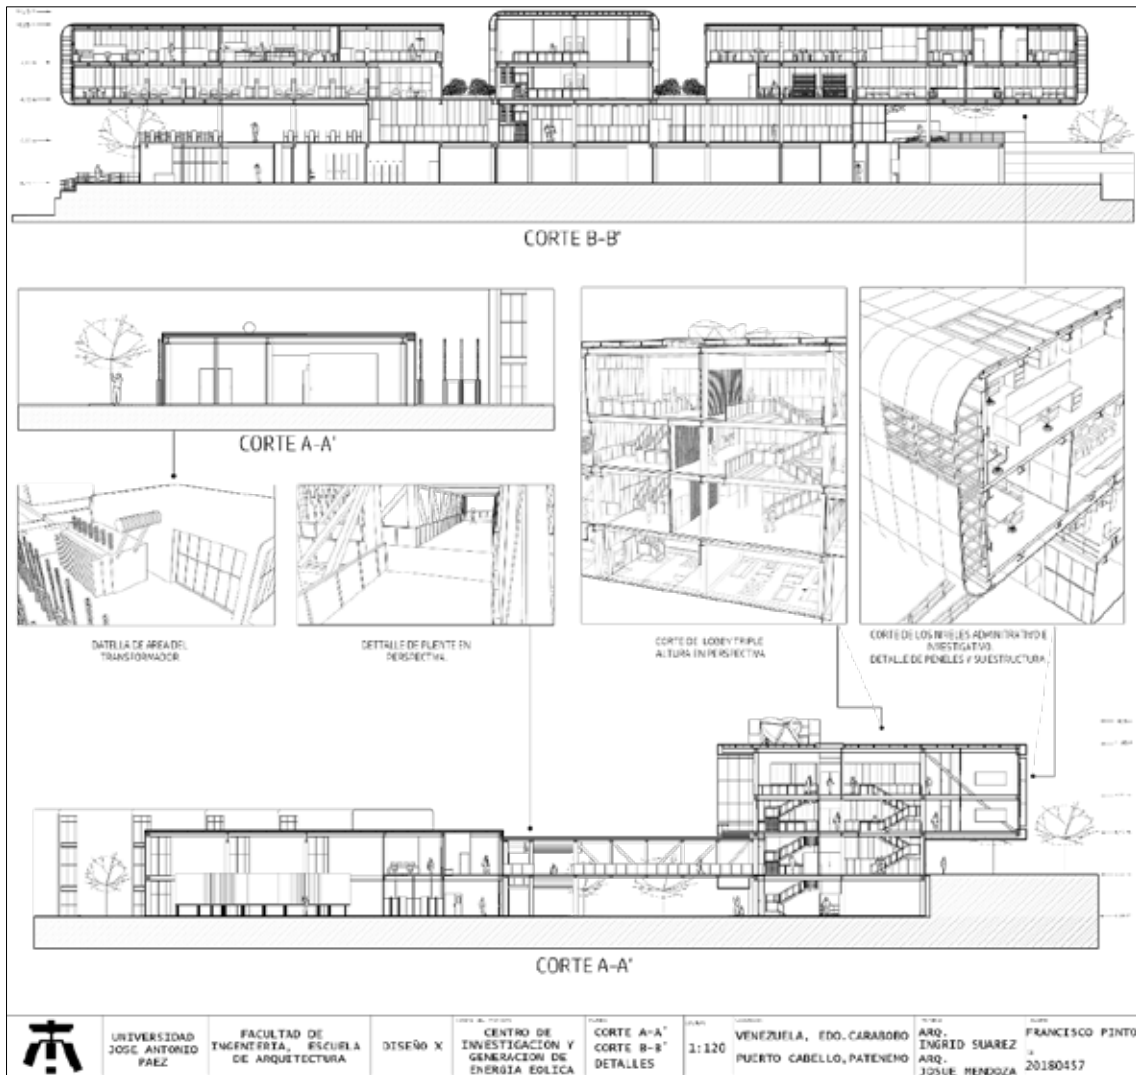 CORTE B-B'
CORTE A-A'
DATELLA DE AREA DEL
TRANSFORMADOR
DETTALLE DE PUENTE EN
PERSPECTIVA.
CORTE DE LOBBY TRIPLE
ALTURA EN PERSPECTIVA
CORTE DE LOS NIVELES ADMINITRATIVO E
INVESTIGATIVO.
DETALLE DE PENELES Y SU ESTRUCTURA
CORTE A-A'
UNIVERSIDAD
JOSE ANTONIO
PAEZ
FACULTAD DE
INGENIERIA, ESCUELA
DE ARQUITECTURA
DISEÑO X
CENTRO DE
INVESTIGACIÓN Y
GENERACION DE
ENERGIA EOLICA
CORTE A-A'
CORTE B-B'
DETALLES
1:120
VENEZUELA, EDO.CARABOBO
PUERTO CABELLO, PATENEMO
ARQ.
INGRID SUAREZ
ARQ.
JOSUE MENDOZA
FRANCISCO PINTO
20180457